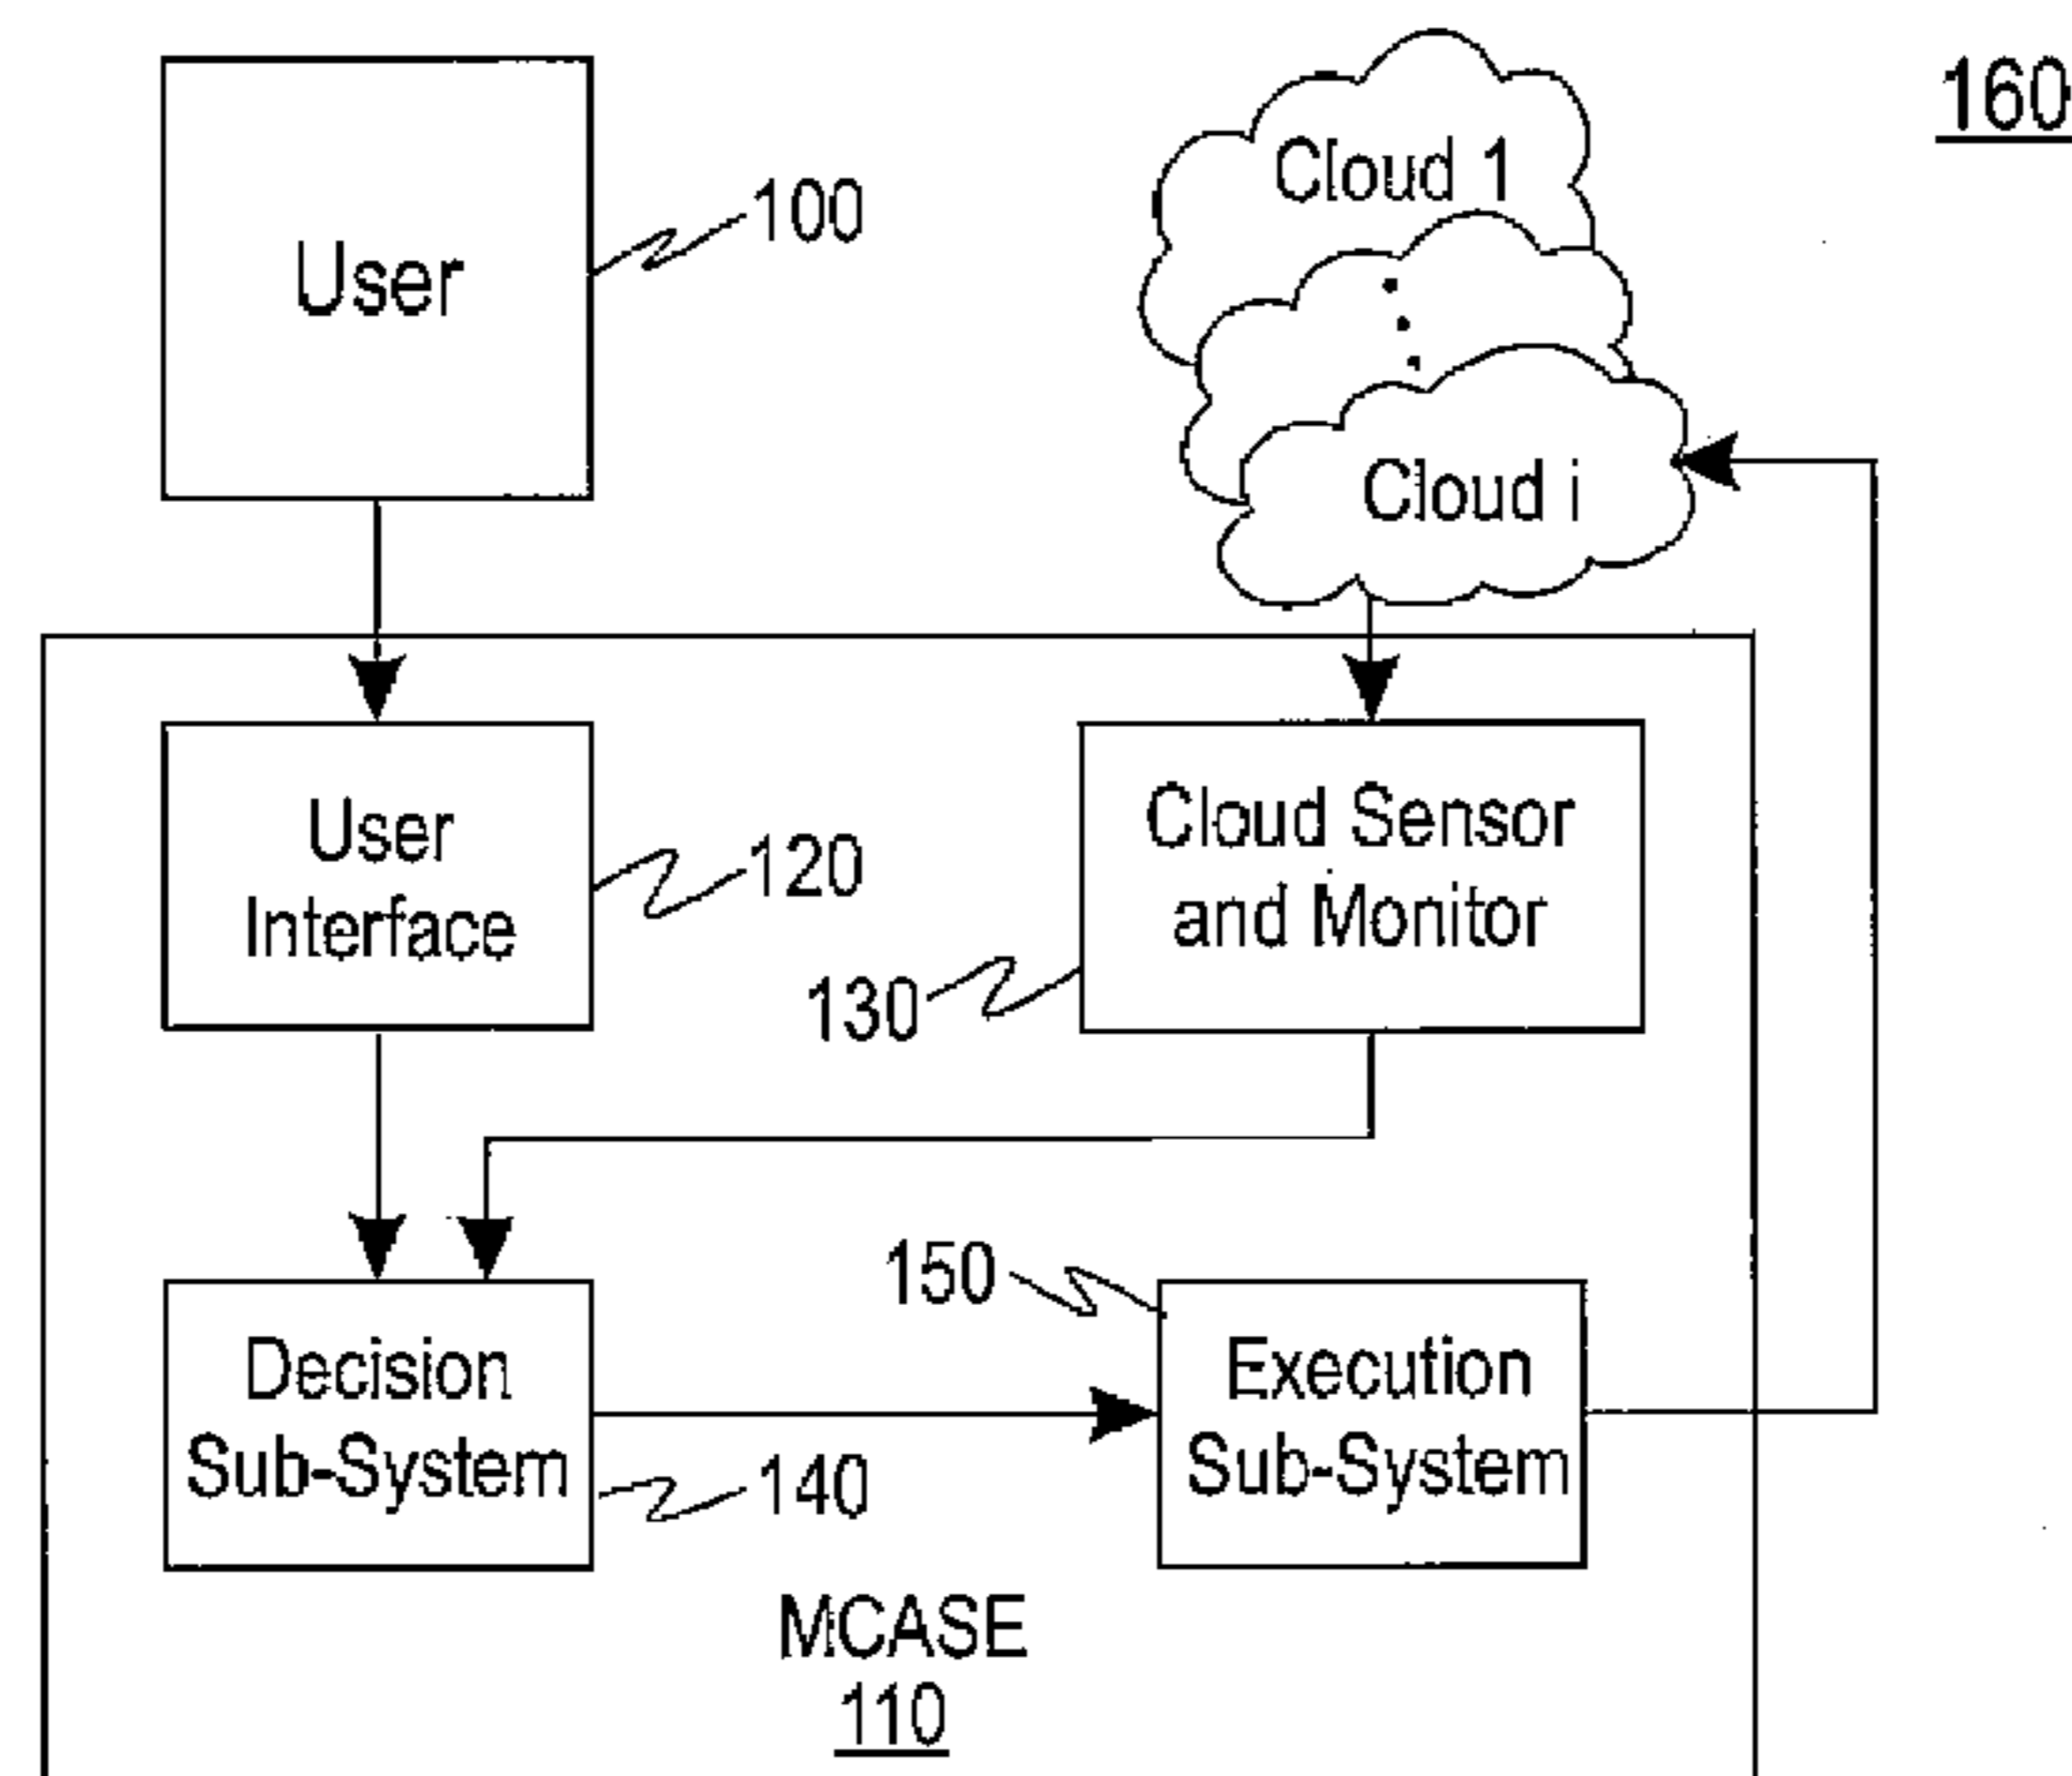 160
User
100
Cloud 1
Cloud i
User
Interface
120
Cloud Sensor
and Monitor
130
Decision
Sub-System
140
150
Execution
Sub-System
MCASE
110